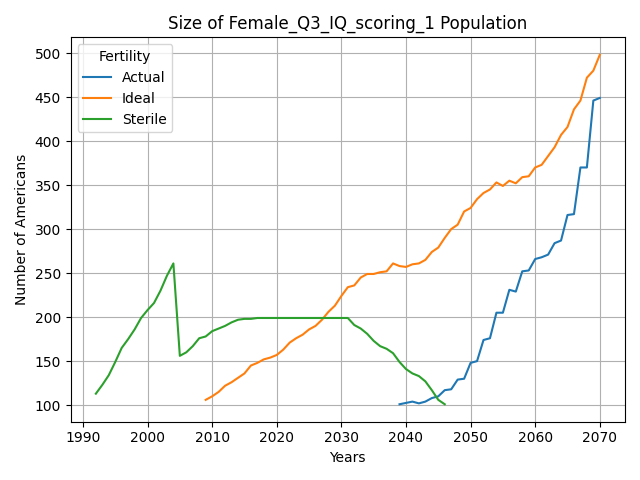 Size of Female_Q3_IQ_scoring_1 Population
Fertility
Actual
Ideal
Sterile
Number of Americans
500
450
400
350
300
250
200
150
100
1990 2000 2010 2020 2030 2040 2050 2060 2070
Years